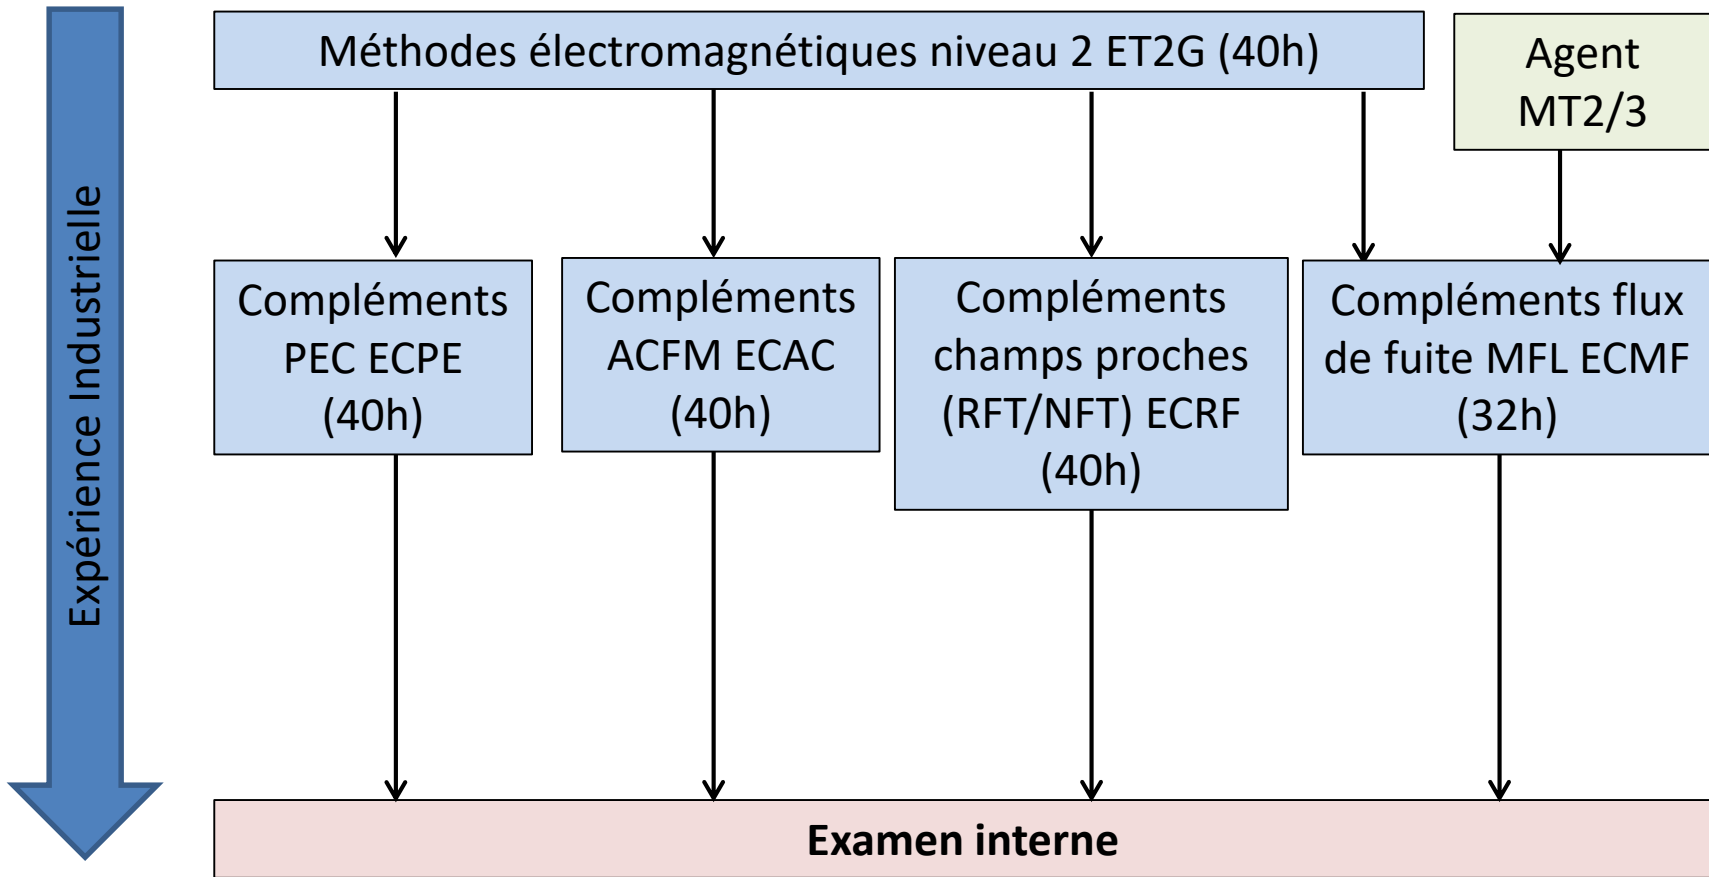 Méthodes électromagnétiques niveau 2 ET2G (40h)
Agent
MT2/3
Expérience Industrielle
Compléments
PEC ECPE
(40h)
Compléments
ACFM ECAC
(40h)
Compléments
champs proches
(RFT/NFT) ECRF
(40h)
Compléments flux
de fuite MFL ECMF
(32h)
Examen interne